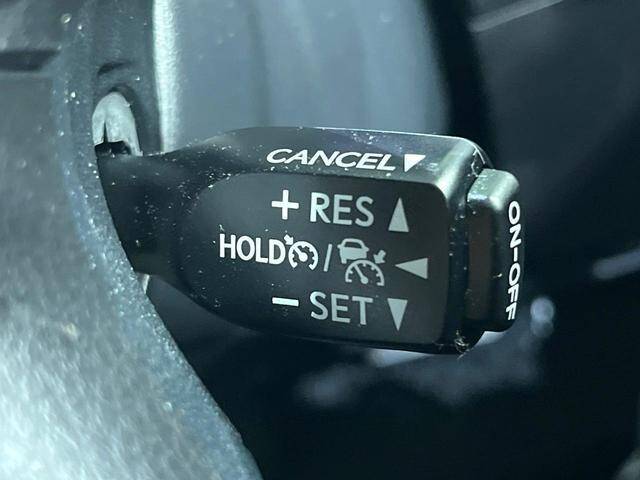 CANCEL
+ RES
HOLD /
− SET
ON-OFF